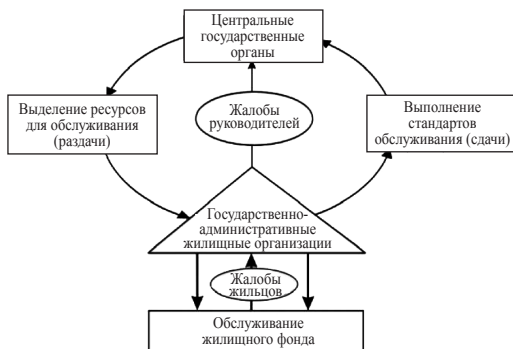 Центральные
государственные
органы
Выделение ресурсов
для обслуживания
(раздачи)
Жалобы
руководителей
Выполнение
стандартов
обслуживания (сдачи)
Государственно-
административные
жилищные организации
Жалобы
жильцов
Обслуживание
жилищного фонда